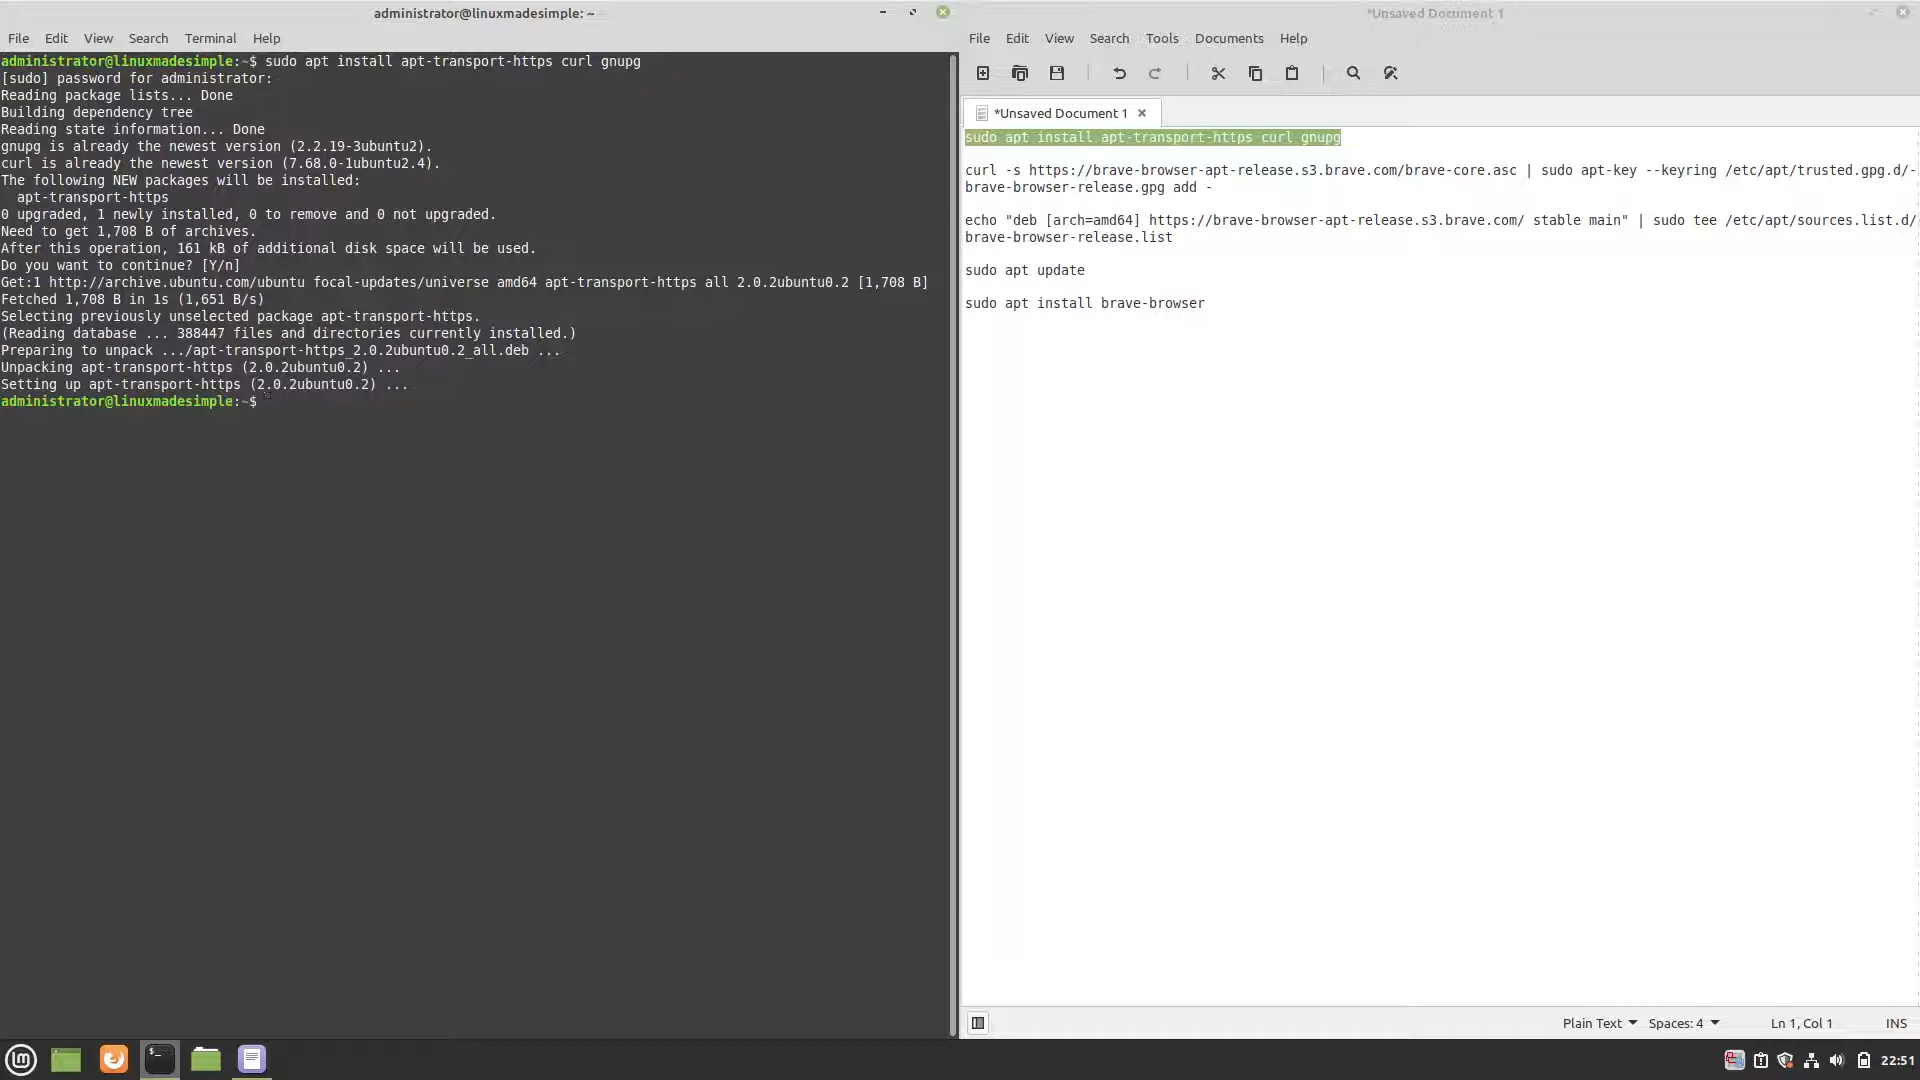 administrator@linuxmadesimple: ~
File Edit View Search Terminal Help
administrator@linuxmadesimple:~$ sudo apt install apt-transport-https curl gnupg
[sudo] password for administrator:
Reading package lists... Done
Building dependency tree
Reading state information... Done
gnupg is already the newest version (2.2.19-3ubuntu2).
curl is already the newest version (7.68.0-1ubuntu2.4).
The following NEW packages will be installed:
apt-transport-https
0 upgraded, 1 newly installed, 0 to remove and 0 not upgraded.
Need to get 1,708 B of archives.
After this operation, 161 kB of additional disk space will be used.
Do you want to continue? [Y/n]
Get:1 http://archive.ubuntu.com/ubuntu focal-updates/universe amd64 apt-transport-https all 2.0.2ubuntu0.2 [1,708 B]
Fetched 1,708 B in 1s (1,651 B/s)
Selecting previously unselected package apt-transport-https.
(Reading database ... 388447 files and directories currently installed.)
Preparing to unpack .../apt-transport-https_2.0.2ubuntu0.2_all.deb ...
Unpacking apt-transport-https (2.0.2ubuntu0.2) ...
Setting up apt-transport-https (2.0.2ubuntu0.2) ...
administrator@linuxmadesimple:~$
*Unsaved Document 1
File Edit View Search Tools Documents Help
*Unsaved Document 1
sudo apt install apt-transport-https curl gnupg
curl -s https://brave-browser-apt-release.s3.brave.com/brave-core.asc | sudo apt-key --keyring /etc/apt/trusted.gpg.d/-
brave-browser-release.gpg add -
echo "deb [arch=amd64] https://brave-browser-apt-release.s3.brave.com/ stable main" | sudo tee /etc/apt/sources.list.d/
brave-browser-release.list
sudo apt update
sudo apt install brave-browser
Plain Text Spaces: 4 Ln 1, Col 1 INS
22:51